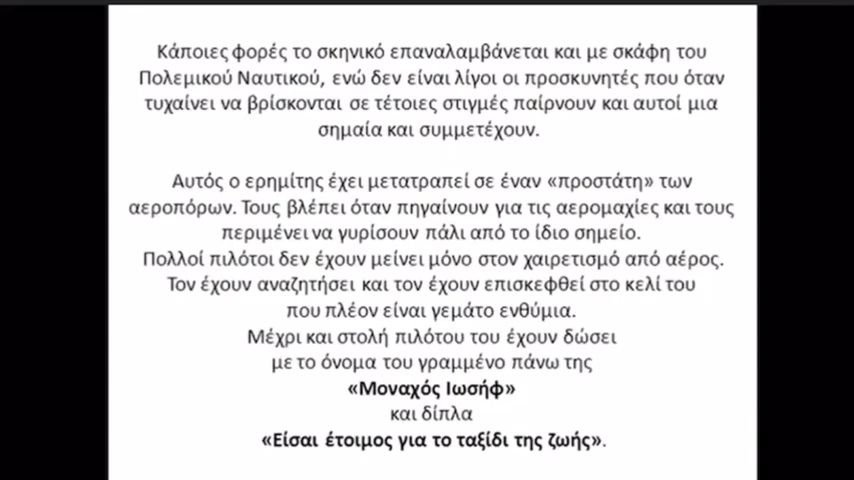 Κάποιες φορές το σκηνικό επαναλαμβάνεται και με σκάφη του
Πολεμικού Ναυτικού, ενώ δεν είναι λίγοι οι προσκυνητές που όταν
τυχαίνει να βρίσκονται σε τέτοιες στιγμές παίρνουν και αυτοί μια
σημαία και συμμετέχουν.
Αυτός ο ερημίτης έχει μετατραπεί σε έναν «προστάτη» των
αεροπόρων. Τους βλέπει όταν πηγαίνουν για τις αερομαχίες και τους
περιμένει να γυρίσουν πάλι από το ίδιο σημείο.
Πολλοί πιλότοι δεν έχουν μείνει μόνο στον χαιρετισμό από αέρος.
Τον έχουν αναζητήσει και τον έχουν επισκεφθεί στο κελί του
που πλέον είναι γεμάτο ενθύμια.
Μέχρι και στολή πιλότου του έχουν δώσει
με το όνομα του γραμμένο πάνω της
«Μοναχός Ιωσήφ»
και δίπλα
«Είσαι έτοιμος για το ταξίδι της ζωής».